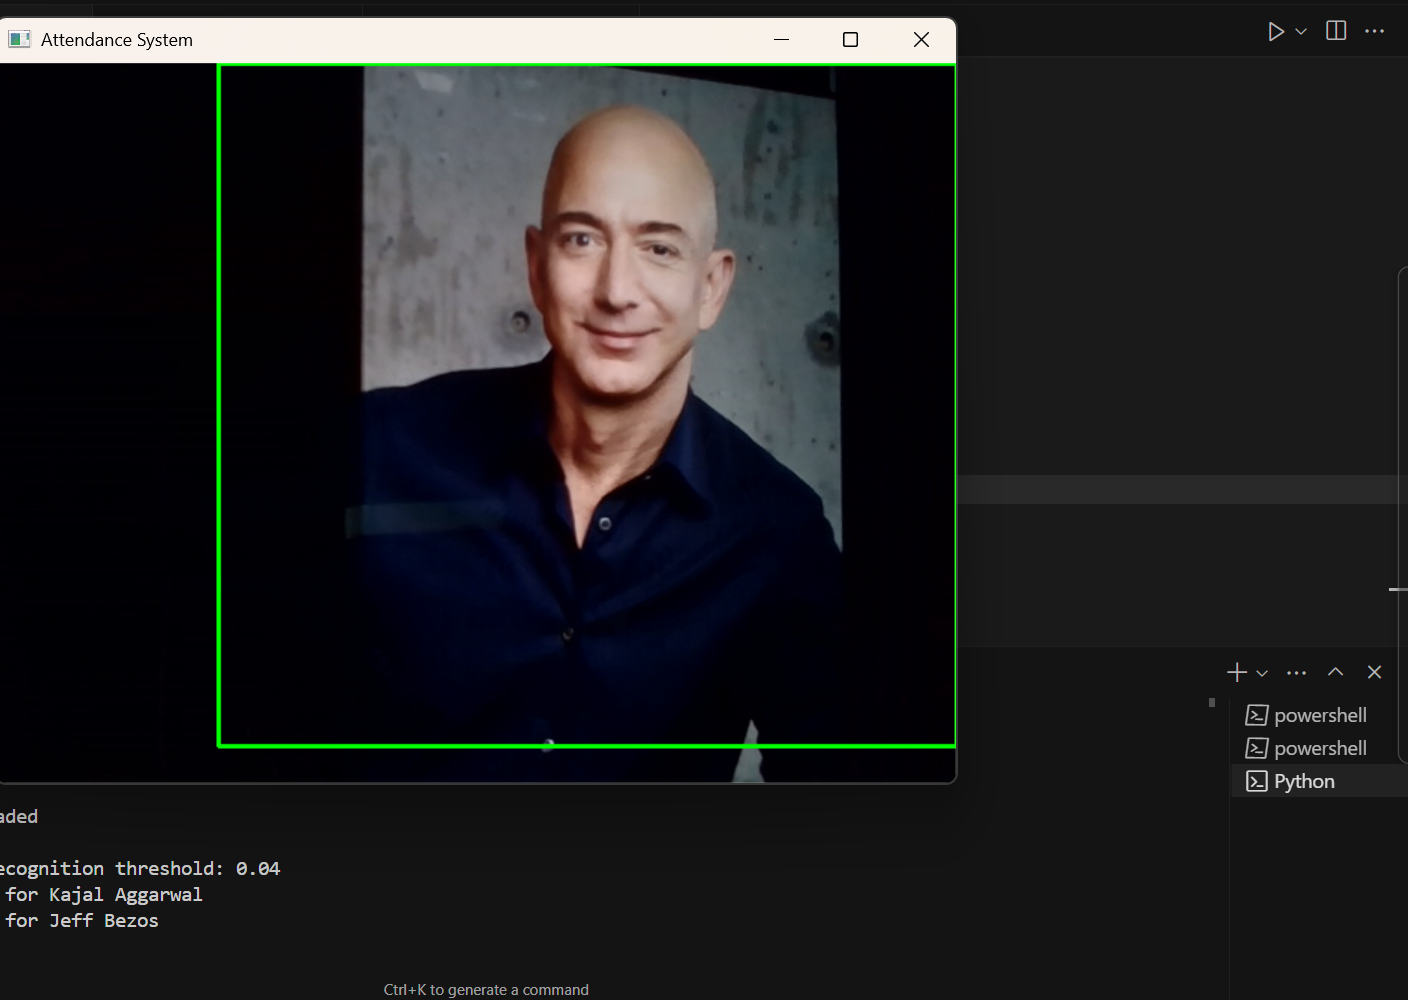 Attendance System
powershell
powershell
Python
aded
ecognition threshold: 0.04
for Kajal Aggarwal
for Jeff Bezos
Ctrl+K to generate a command